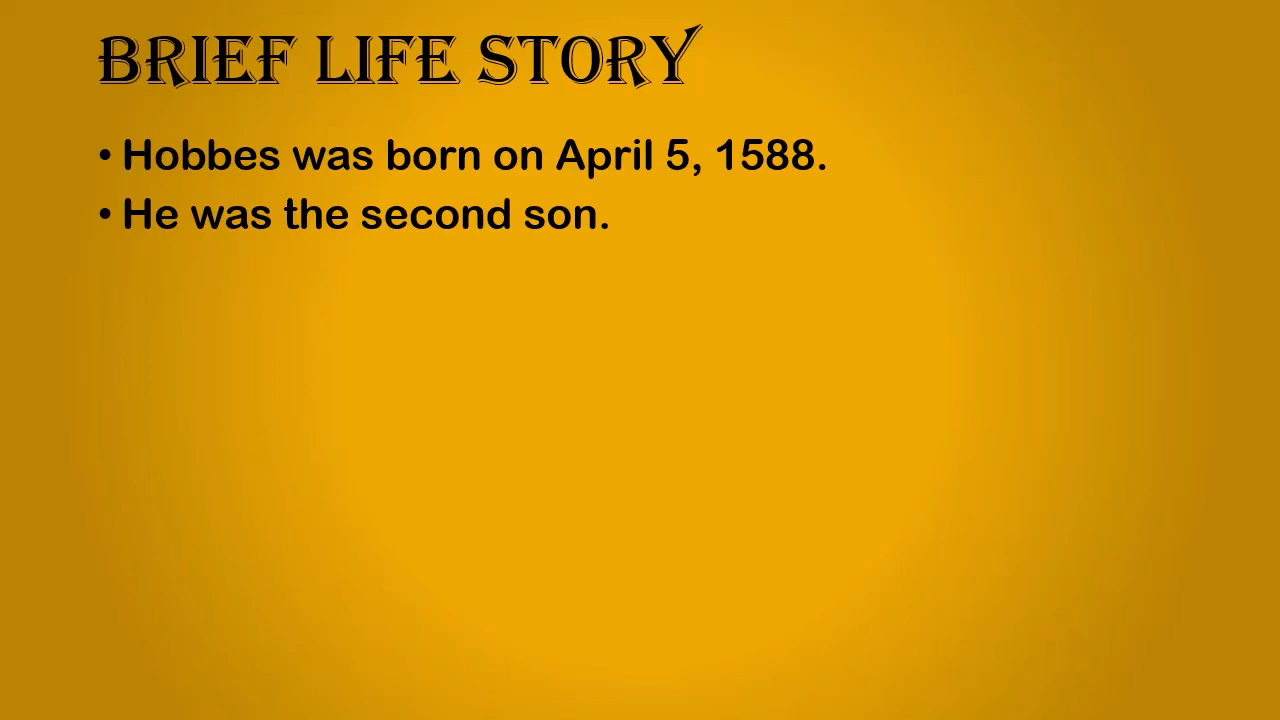 BRIEF LIFE STORY
• Hobbes was born on April 5, 1588.
• He was the second son.